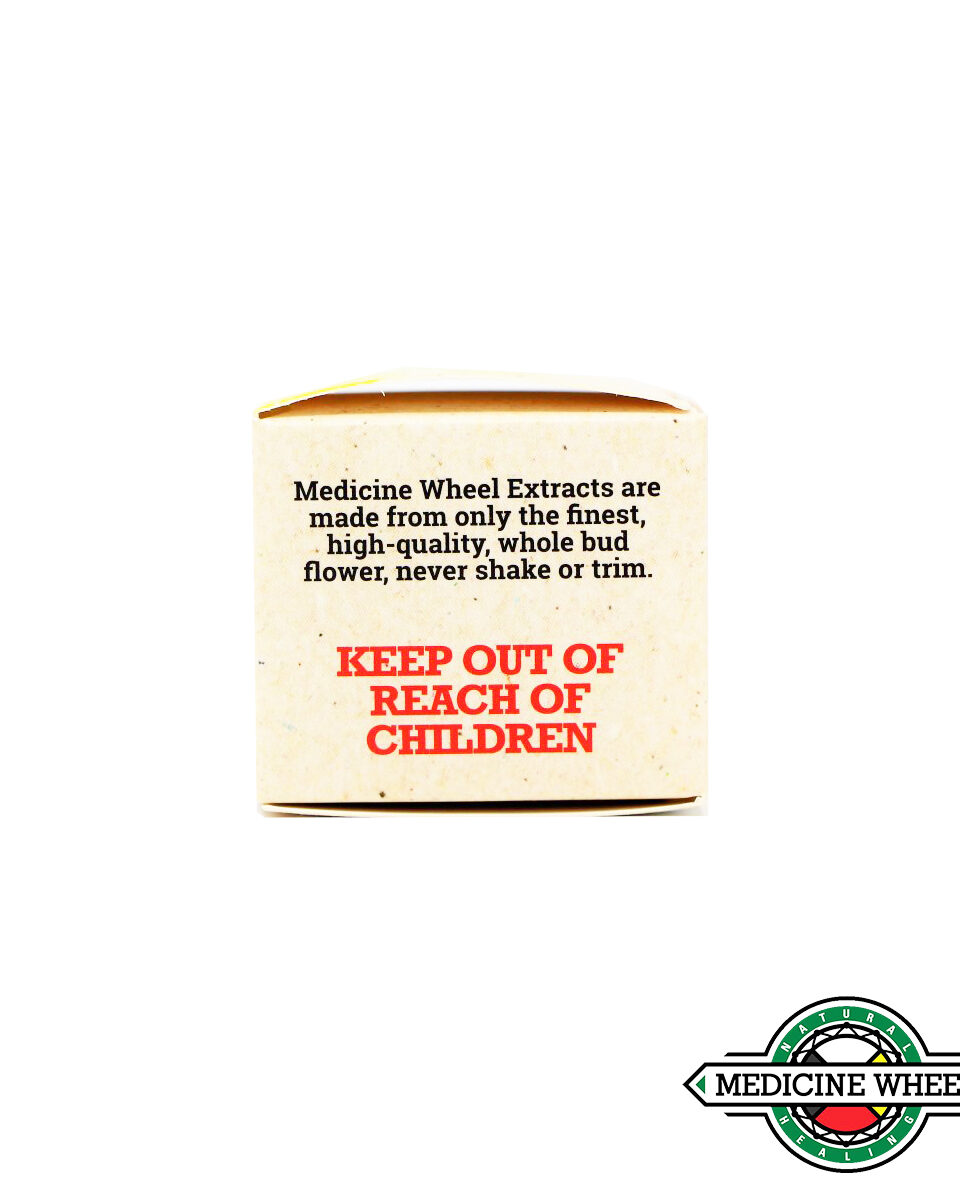 Medicine Wheel Extracts are
made from only the finest,
high-quality, whole bud
flower, never shake or trim.
KEEP OUT OF
REACH OF
CHILDREN
NATURAL
MEDICINE WHEE
HEALING